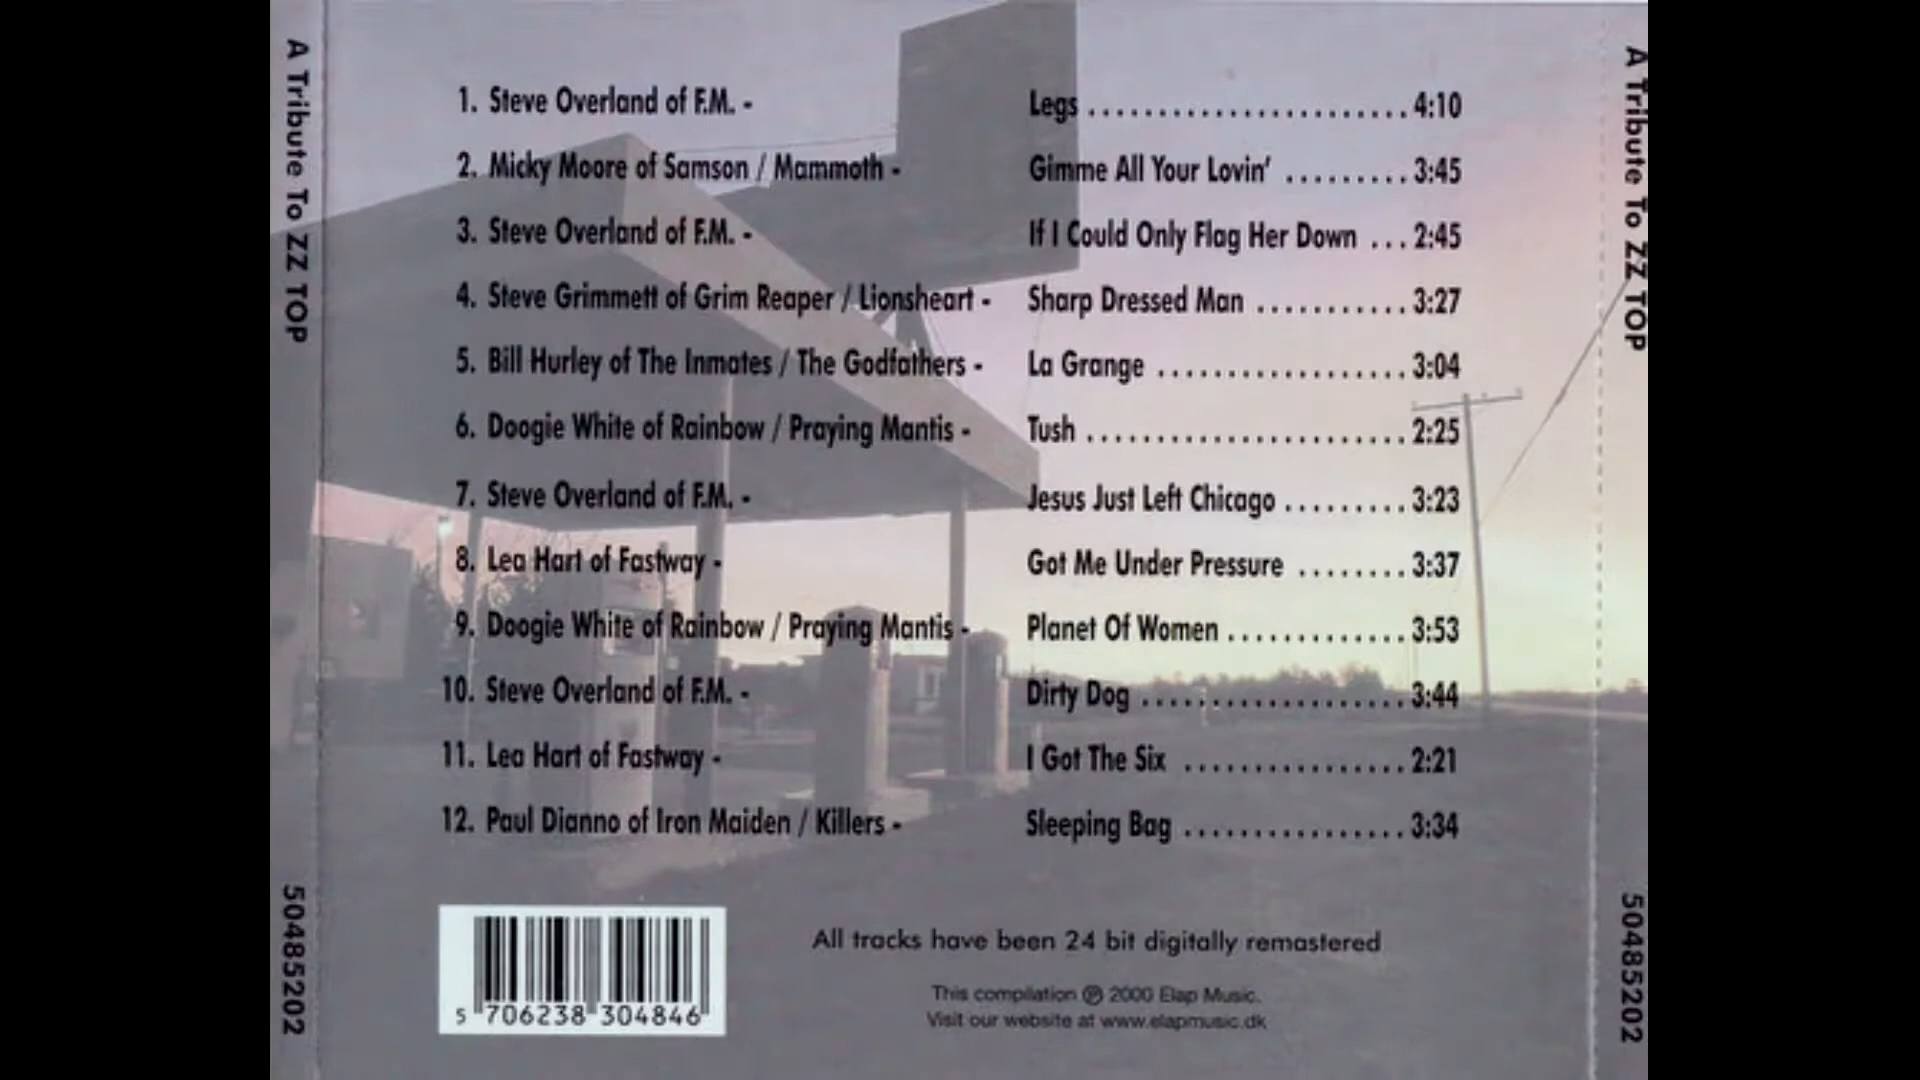 A Tribute To ZZ TOP
50485202
1. Steve Overland of F.M. - Legs ....................... 4:10
2. Micky Moore of Samson / Mammoth - Gimme All Your Lovin' ......... 3:45
3. Steve Overland of F.M. - If I Could Only Flag Her Down ... 2:45
4. Steve Grimmett of Grim Reaper / Lionsheart - Sharp Dressed Man ........... 3:27
5. Bill Hurley of The Inmates / The Godfathers - La Grange .................. 3:04
6. Doogie White of Rainbow / Praying Mantis - Tush ....................... 2:25
7. Steve Overland of F.M. - Jesus Just Left Chicago ......... 3:23
8. Lea Hart of Fastway - Got Me Under Pressure ........ 3:37
9. Doogie White of Rainbow / Praying Mantis - Planet Of Women ............. 3:53
10. Steve Overland of F.M. - Dirty Dog ................... 3:44
11. Lea Hart of Fastway - I Got The Six ................ 2:21
12. Paul Dianno of Iron Maiden / Killers - Sleeping Bag ................ 3:34
All tracks have been 24 bit digitally remastered
This compilation ℗ 2000 Elap Music.
Visit our website at www.elapmusic.dk
5 706238 304846
A Tribute To ZZ TOP
50485202